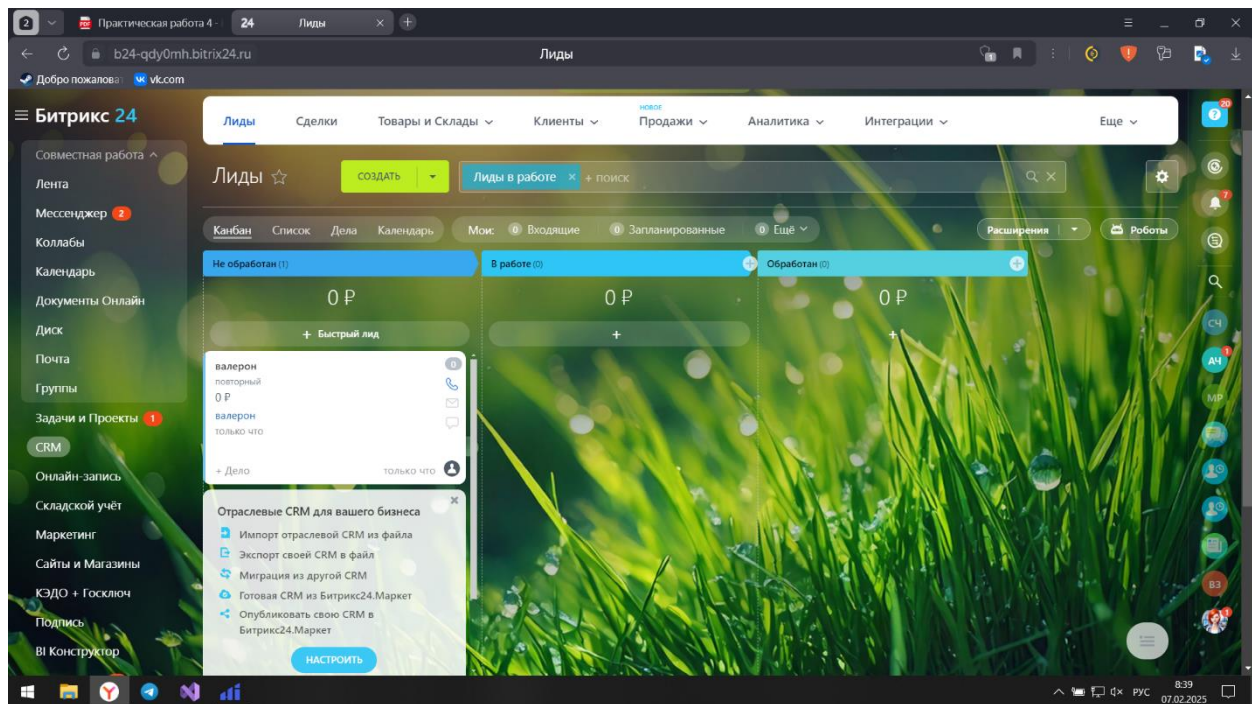 2
Практическая работа 4 -
24 Лиды
b24-qdy0mh.bitrix24.ru
Лиды
Добро пожалова
vk.com
Битрикс 24
Совместная работа
Лента
Мессенджер 2
Коллабы
Календарь
Документы Онлайн
Диск
Почта
Группы
Задачи и Проекты 1
CRM
Онлайн-запись
Складской учёт
Маркетинг
Сайты и Магазины
КЭДО + Госключ
Подпись
BI Конструктор
Лиды Сделки Товары и Склады Клиенты Продажи Аналитика Интеграции Еще
НОВОЕ
Лиды
СОЗДАТЬ
Лиды в работе × + поиск
Канбан Список Дела Календарь
Мои: 0 Входящие 0 Запланированные 0 Ещё
Расширения
Роботы
Не обработан (1)
В работе (0)
Обработан (0)
0 ₽
0 ₽
0 ₽
+ Быстрый лид
+
+
валерон
0
повторный
0 ₽
валерон
только что
+ Дело
только что
Отраслевые CRM для вашего бизнеса
Импорт отраслевой CRM из файла
Экспорт своей CRM в файл
Миграция из другой CRM
Готовая CRM из Битрикс24.Маркет
Опубликовать свою CRM в
Битрикс24.Маркет
НАСТРОИТЬ
20
7
СЧ
АЧ
1
МР
ВЗ
1
РУС
8:39
07.02.2025